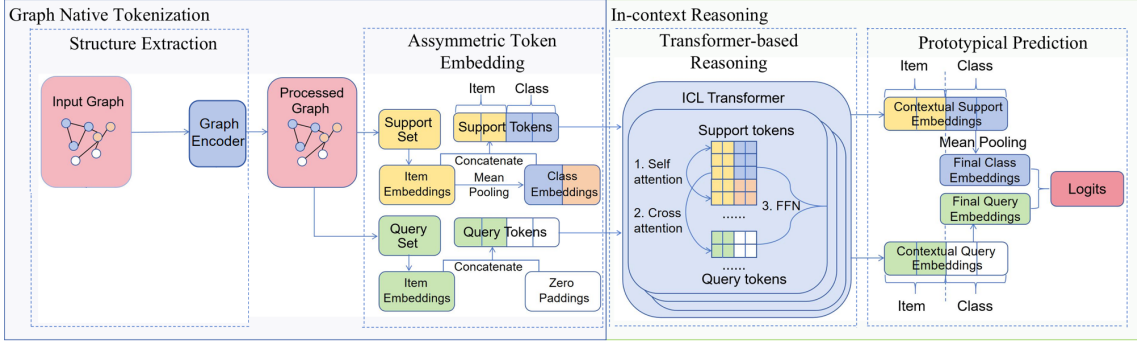 Graph Native Tokenization
In-context Reasoning
Structure Extraction
Assymetric Token
Embedding
Transformer-based
Reasoning
Prototypical Prediction
Input Graph
Graph
Encoder
Processed
Graph
Item
Class
Support
Set
Support Tokens
Concatenate
Item
Embeddings
Mean
Pooling
Class
Embeddings
Query
Set
Query Tokens
Concatenate
Item
Embeddings
Zero
Paddings
ICL Transformer
Support tokens
1. Self
attention
2. Cross
attention
3. FFN
......
......
Query tokens
Item
Class
Contextual Support
Embeddings
Mean Pooling
Final Class
Embeddings
Final Query
Embeddings
Logits
Contextual Query
Embeddings
Item
Class